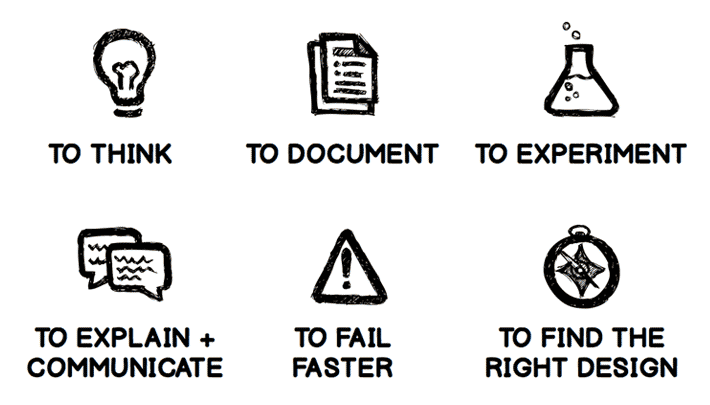 TO THINK
TO DOCUMENT
TO EXPERIMENT
TO EXPLAIN +
COMMUNICATE
TO FAIL
FASTER
TO FIND THE
RIGHT DESIGN